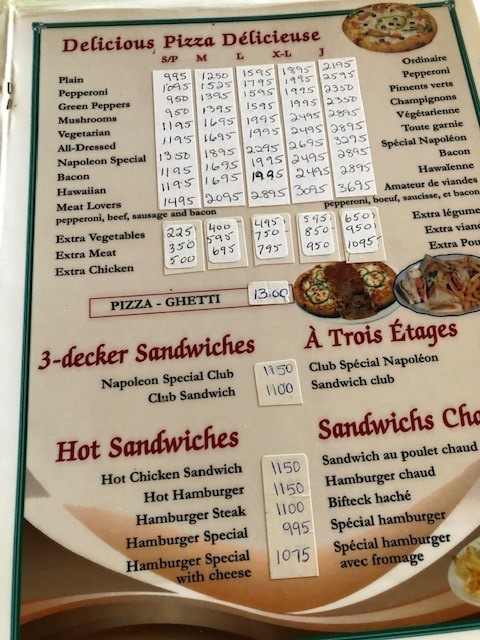 Delicious Pizza Délicieuse
S/P M L X-L J
Plain 995 1250 1595 1895 2195 Ordinaire
Pepperoni 1095 1525 1795 1995 2595 Pepperoni
Green Peppers 950 1395 1595 1995 2350 Piments verts
Mushrooms 950 1395 1595 1995 2350 Champignons
Vegetarian 1195 1695 1995 2495 2895 Végétarienne
All-Dressed 1195 1695 1995 2495 2895 Toute garnie
Napoleon Special 1350 1895 2295 2695 3295 Spécial Napoléon
Bacon 1195 1695 1995 2495 2895 Bacon
Hawaiian 1195 1695 1995 2495 2895 Hawaïenne
Meat Lovers 1495 2095 2895 3095 3695 Amateur de viandes
pepperoni, beef, sausage and bacon pepperoni, boeuf, saucisse, et bacon
Extra Vegetables 225 400 495 595 650 Extra légume
Extra Meat 350 595 750 850 950 Extra vian
Extra Chicken 500 695 795 950 1095 Extra Pou
PIZZA - GHETTI 1300
3-decker Sandwiches À Trois Étages
Napoleon Special Club 1150 Club Spécial Napoléon
Club Sandwich 1100 Sandwich club
Hot Sandwiches Sandwichs Cha
Hot Chicken Sandwich 1150 Sandwich au poulet chaud
Hot Hamburger 1150 Hamburger chaud
Hamburger Steak 1100 Bifteck haché
Hamburger Special 995 Spécial hamburger
Hamburger Special 1075 Spécial hamburger
with cheese avec fromage